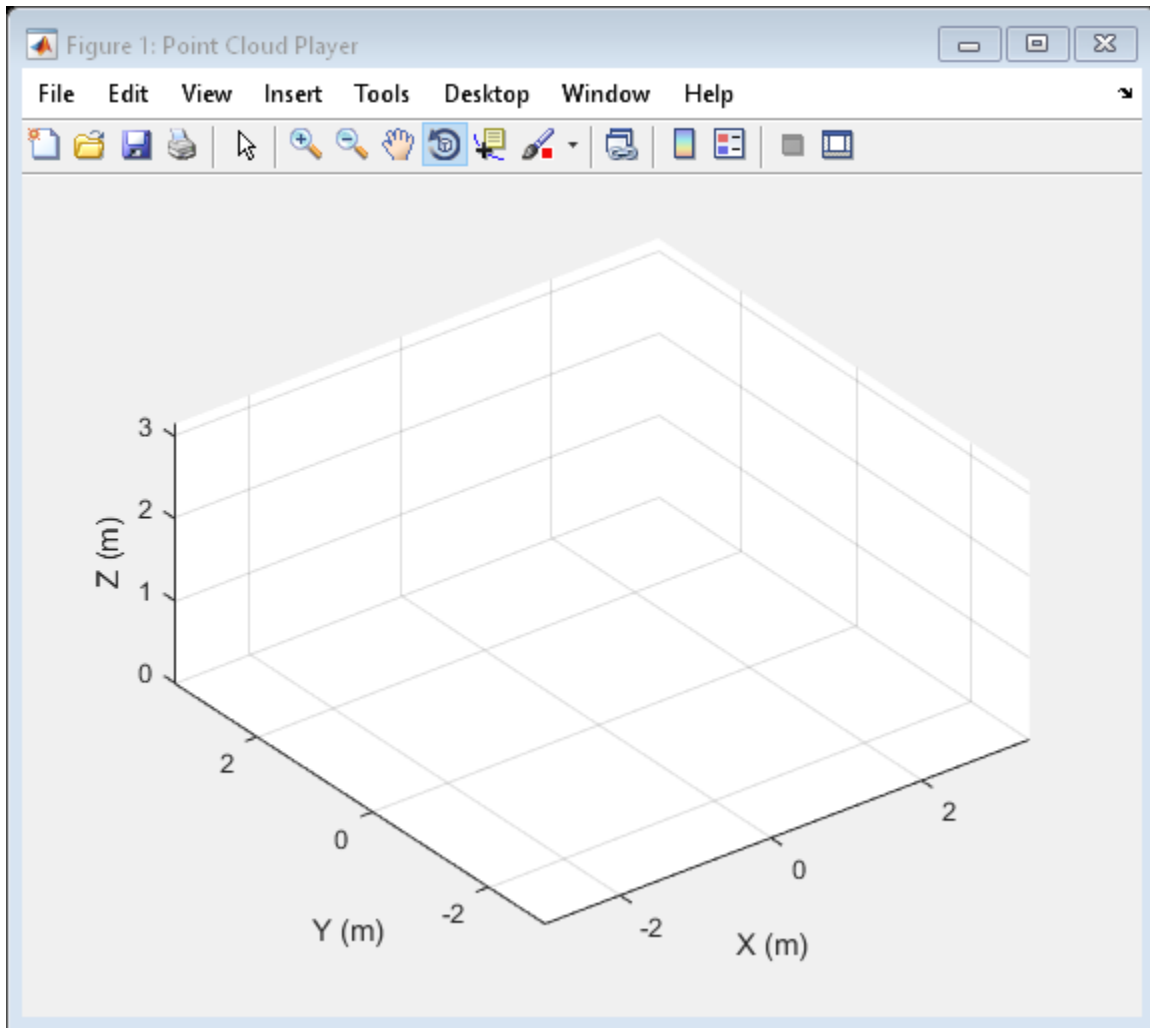 Figure 1: Point Cloud Player
File Edit View Insert Tools Desktop Window Help
3
2
1
0
Z (m)
2
0
-2
Y (m)
-2
0
2
X (m)